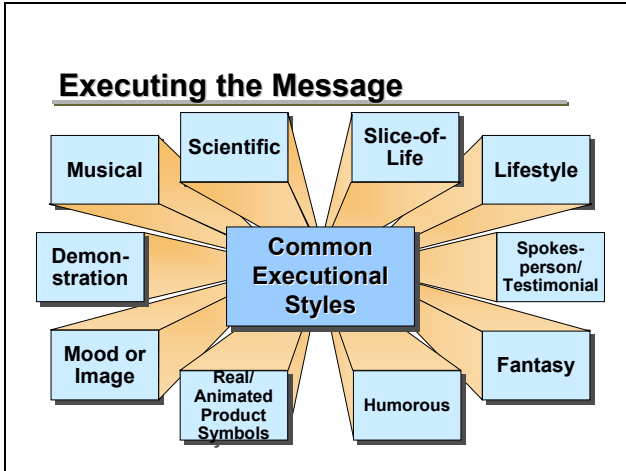 Executing the Message
Scientific
Slice-of-
Life
Musical
Lifestyle
Demon-
stration
Common
Executional
Styles
Spokes-
person/
Testimonial
Mood or
Image
Fantasy
Real/
Animated
Product
Symbols
Humorous